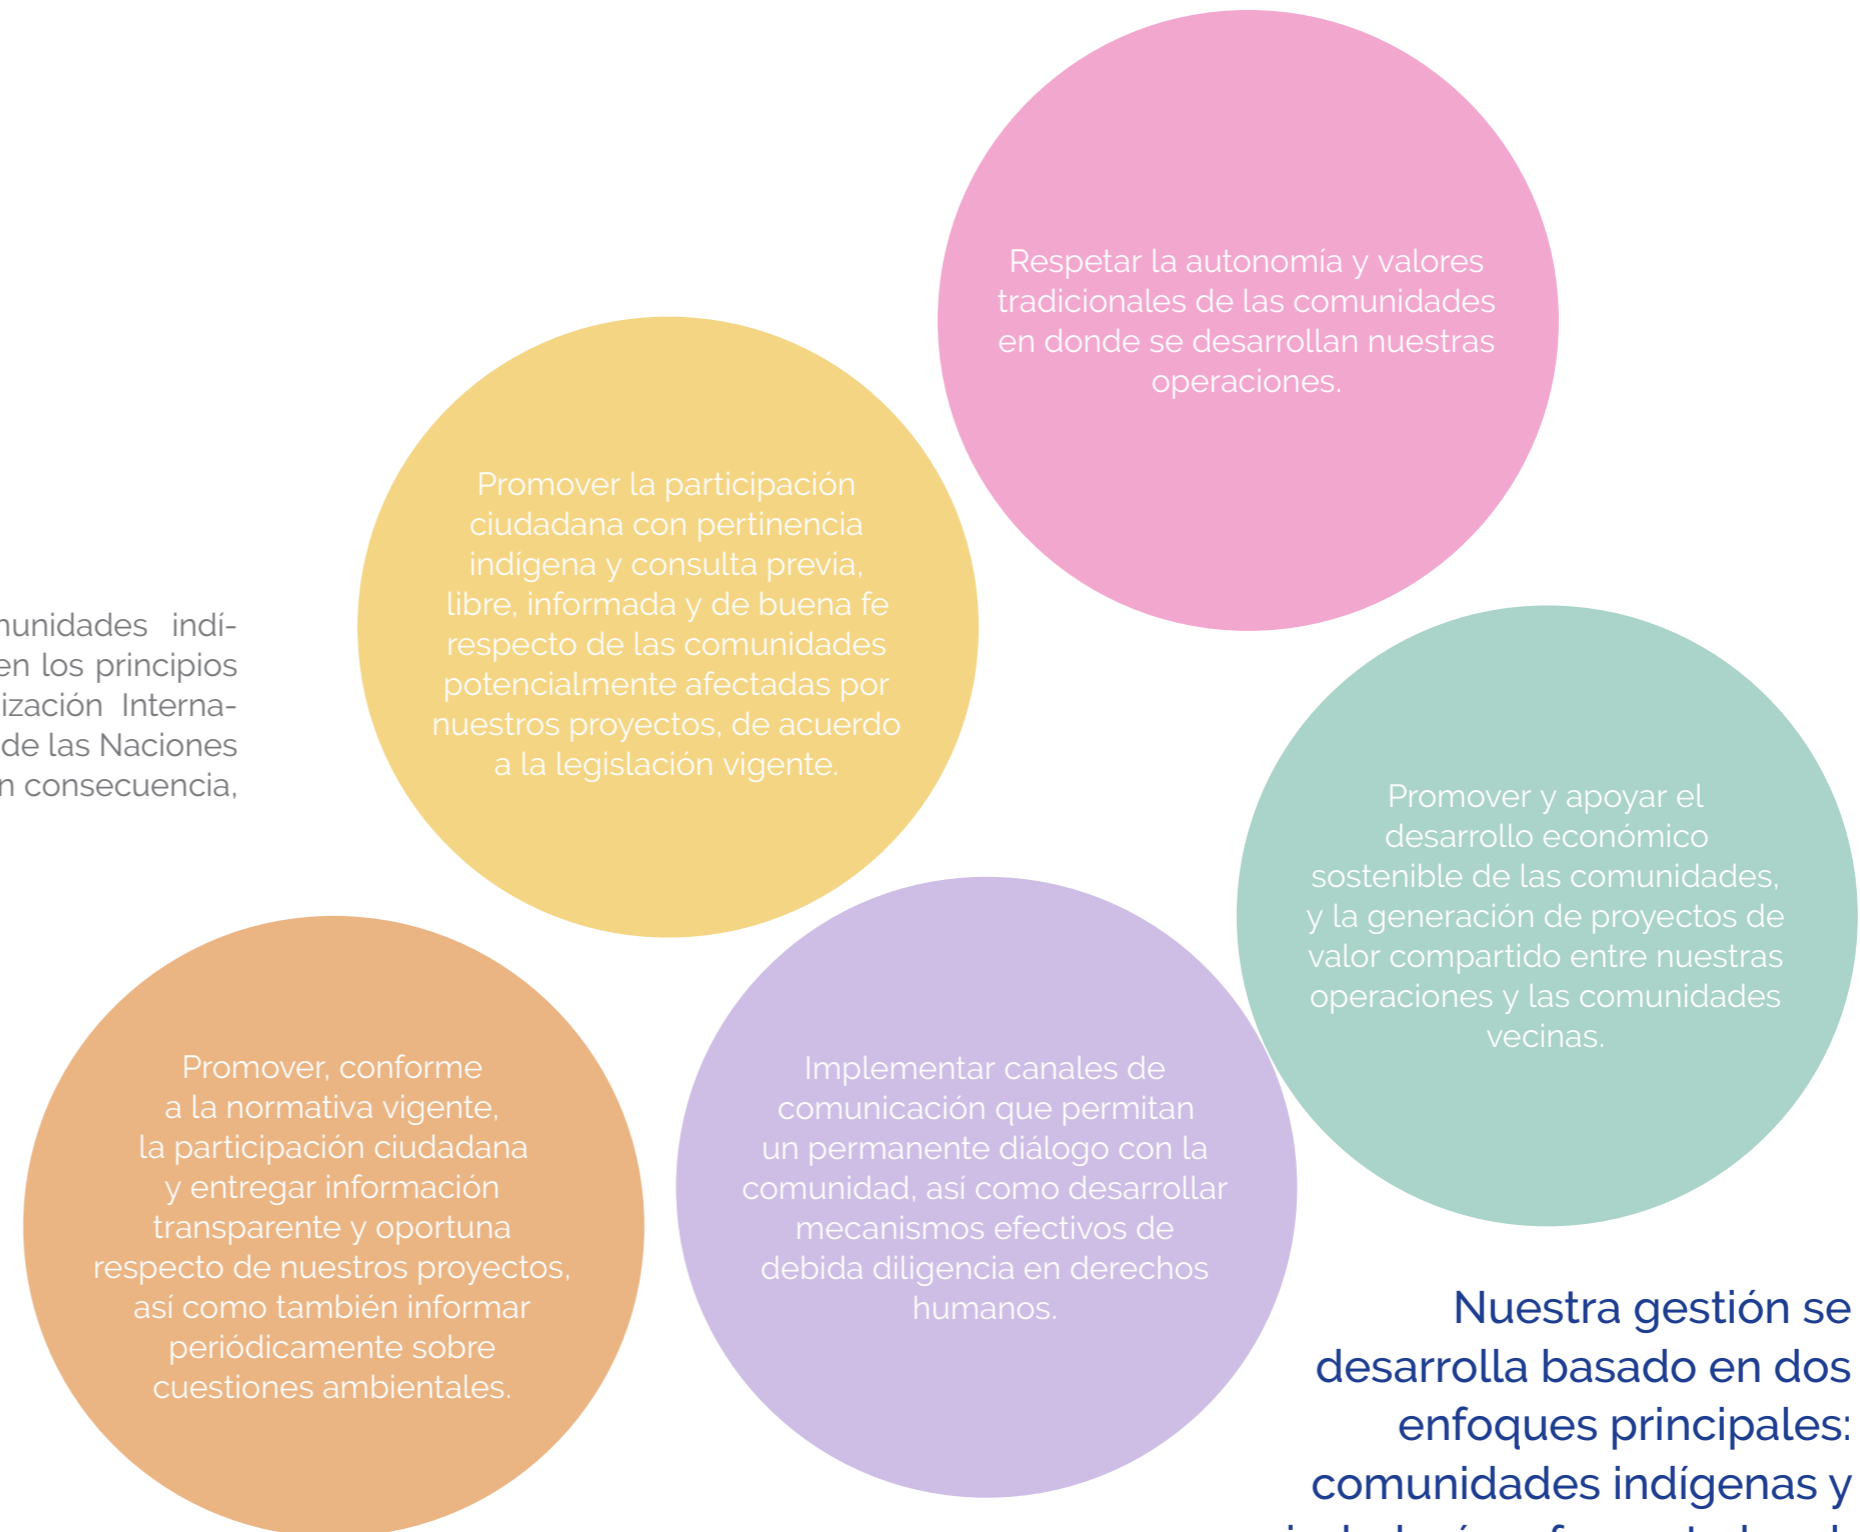 munidades indí-
en los principios
ización Interna-
de las Naciones
n consecuencia,
Respetar la autonomía y valores
tradicionales de las comunidades
en donde se desarrollan nuestras
operaciones.
Promover la participación
ciudadana con pertinencia
indígena y consulta previa,
libre, informada y de buena fe
respecto de las comunidades
potencialmente afectadas por
nuestros proyectos, de acuerdo
a la legislación vigente.
Promover y apoyar el
desarrollo económico
sostenible de las comunidades,
y la generación de proyectos de
valor compartido entre nuestras
operaciones y las comunidades
vecinas.
Promover, conforme
a la normativa vigente,
la participación ciudadana
y entregar información
transparente y oportuna
respecto de nuestros proyectos,
así como también informar
periódicamente sobre
cuestiones ambientales.
Implementar canales de
comunicación que permitan
un permanente diálogo con la
comunidad, así como desarrollar
mecanismos efectivos de
debida diligencia en derechos
humanos.
Nuestra gestión se
desarrolla basado en dos
enfoques principales:
comunidades indígenas y